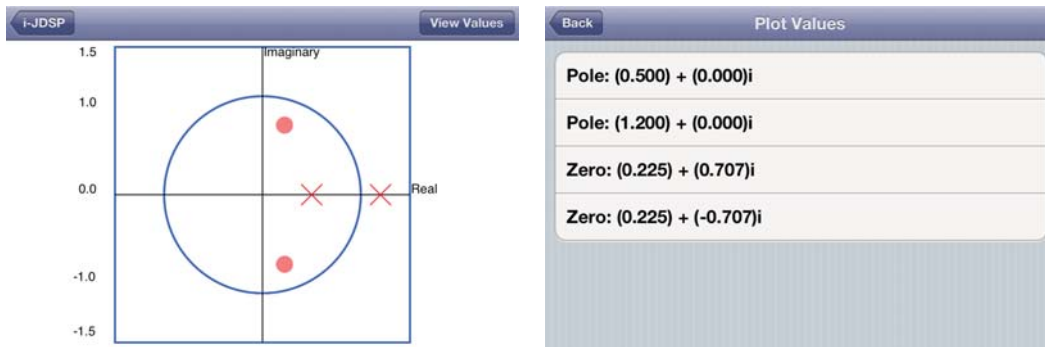 i-JDSP
View Values
1.5
Imaginary
1.0
0.0
Real
-1.0
-1.5
Back
Plot Values
Pole: (0.500) + (0.000)i
Pole: (1.200) + (0.000)i
Zero: (0.225) + (0.707)i
Zero: (0.225) + (-0.707)i